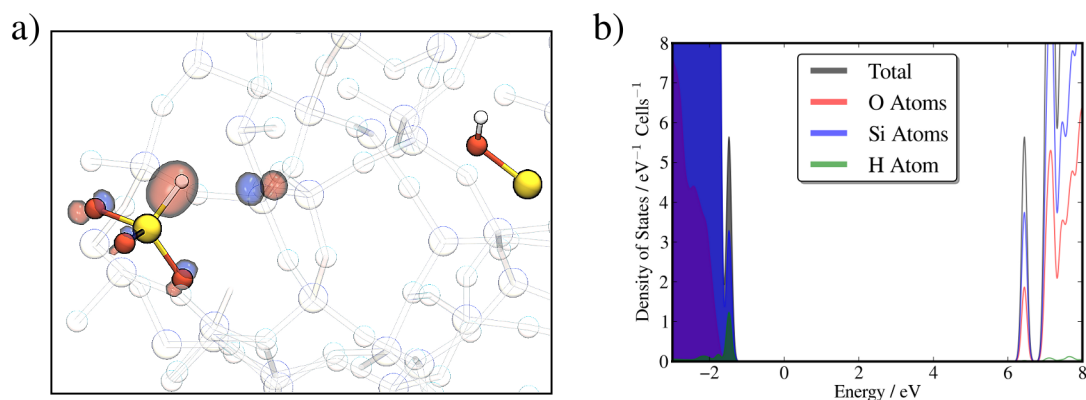 a)
b)
Density of States / eV⁻¹ Cells⁻¹
8
7
6
5
4
3
2
1
0
Total
O Atoms
Si Atoms
H Atom
−2 0 2 4 6 8
Energy / eV